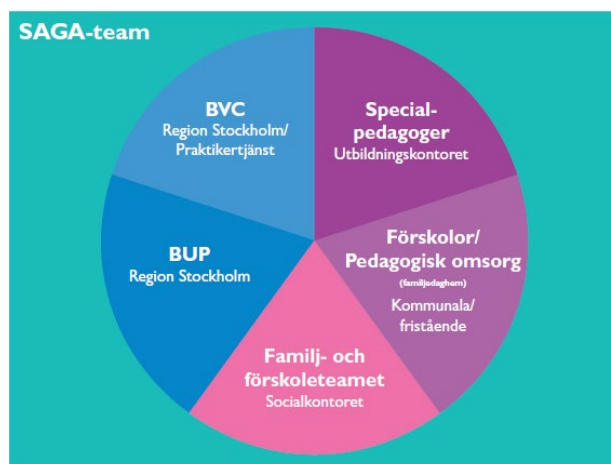 SAGA-team
BVC
Region Stockholm/
Praktikertjänst
Special-
pedagoger
Utbildningskontoret
BUP
Region Stockholm
Förskolor/
Pedagogisk omsorg
(familjedaghem)
Kommunala/
fristående
Familj- och
förskoleteamet
Socialkontoret